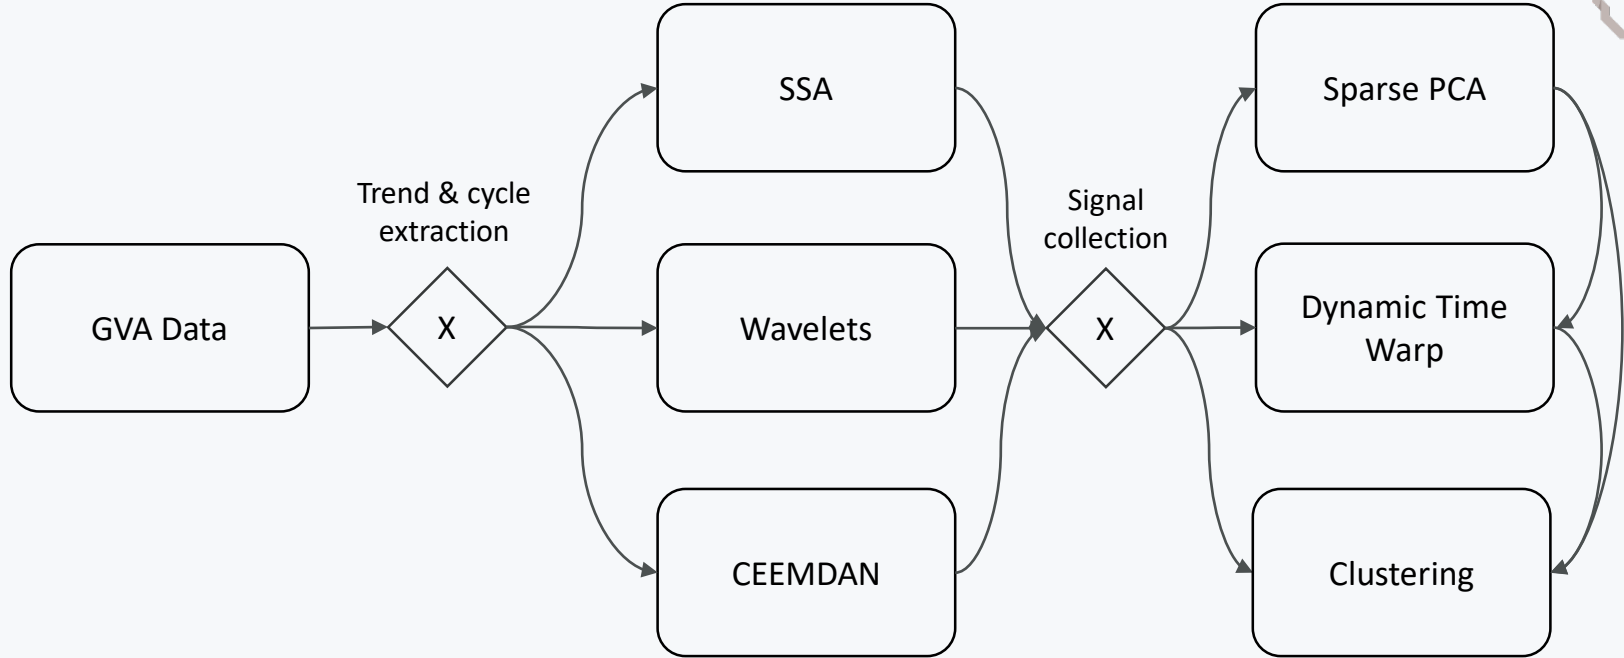 GVA Data
Trend & cycle
extraction
X
SSA
Wavelets
CEEMDAN
Signal
collection
X
Sparse PCA
Dynamic Time
Warp
Clustering